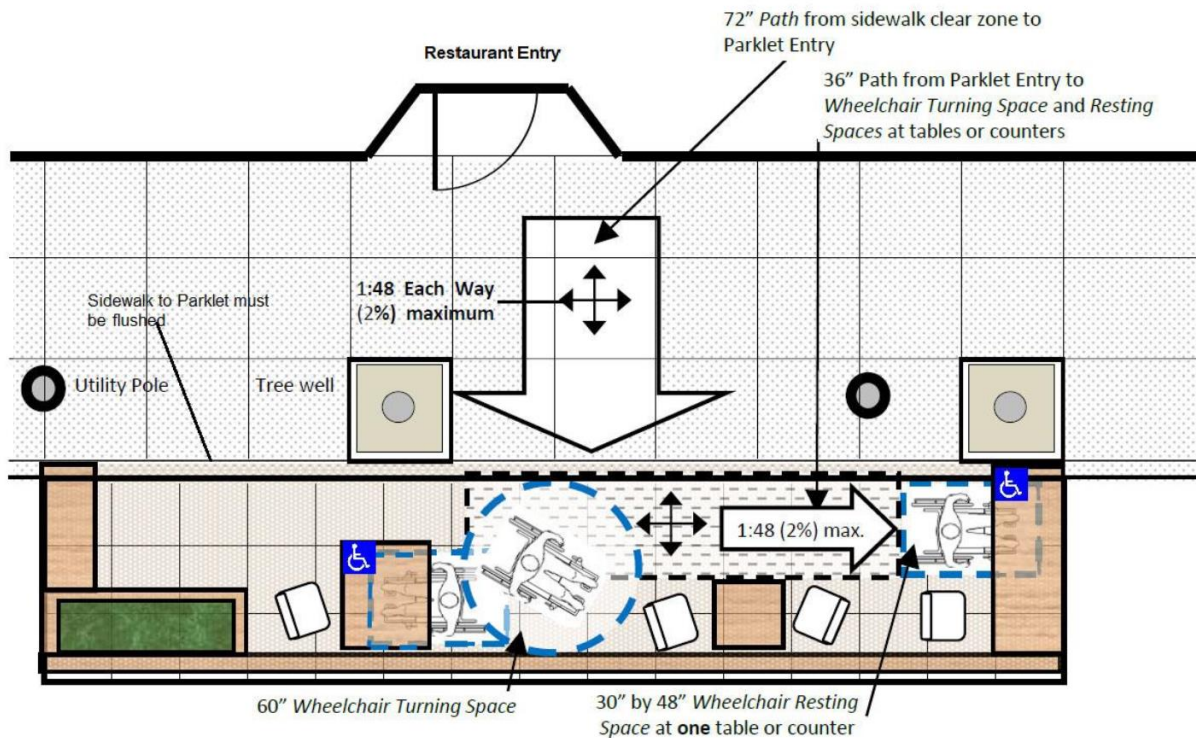 72” Path from sidewalk clear zone to
Parklet Entry
Restaurant Entry
36” Path from Parklet Entry to
Wheelchair Turning Space and Resting
Spaces at tables or counters
1:48 Each Way
(2%) maximum
Sidewalk to Parklet must
be flushed
Utility Pole
Tree well
1:48 (2%) max.
60” Wheelchair Turning Space
30” by 48” Wheelchair Resting
Space at one table or counter